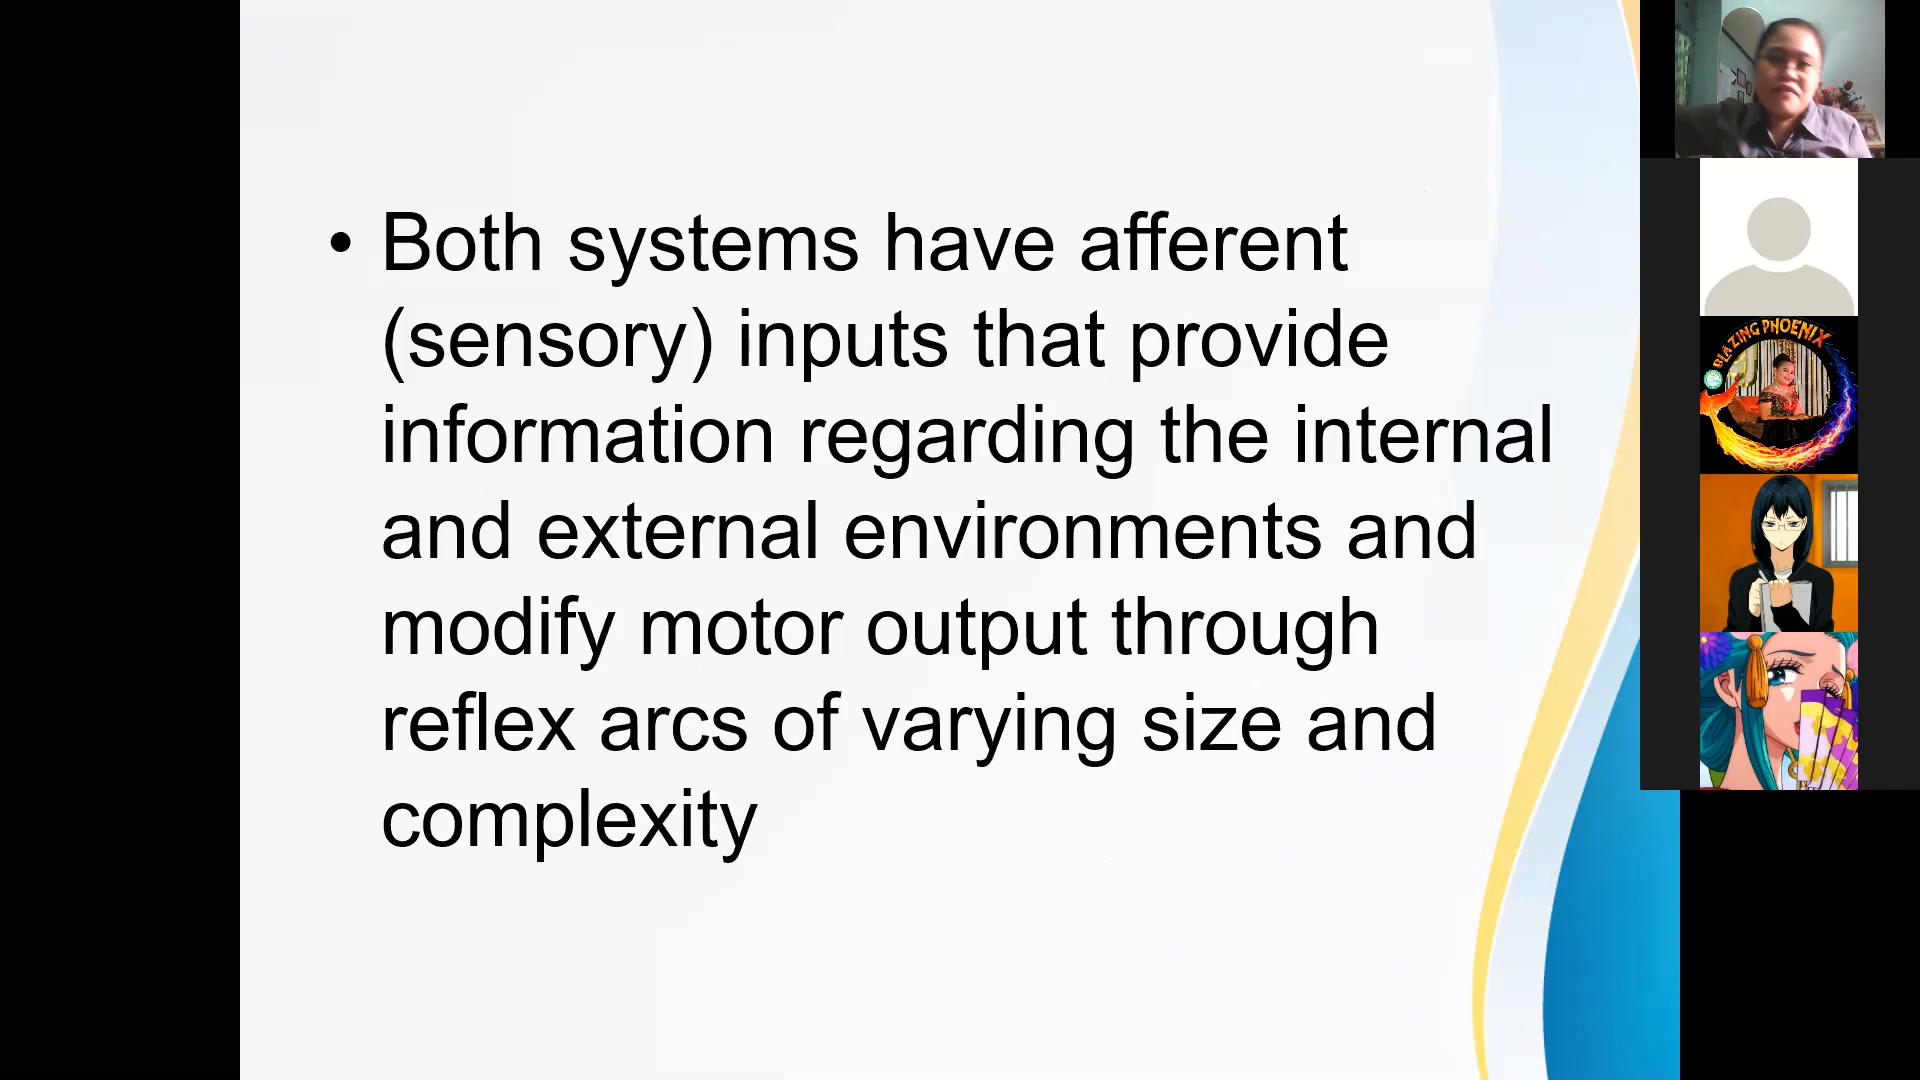 • Both systems have afferent
(sensory) inputs that provide
information regarding the internal
and external environments and
modify motor output through
reflex arcs of varying size and
complexity
BLAZING PHOENIX